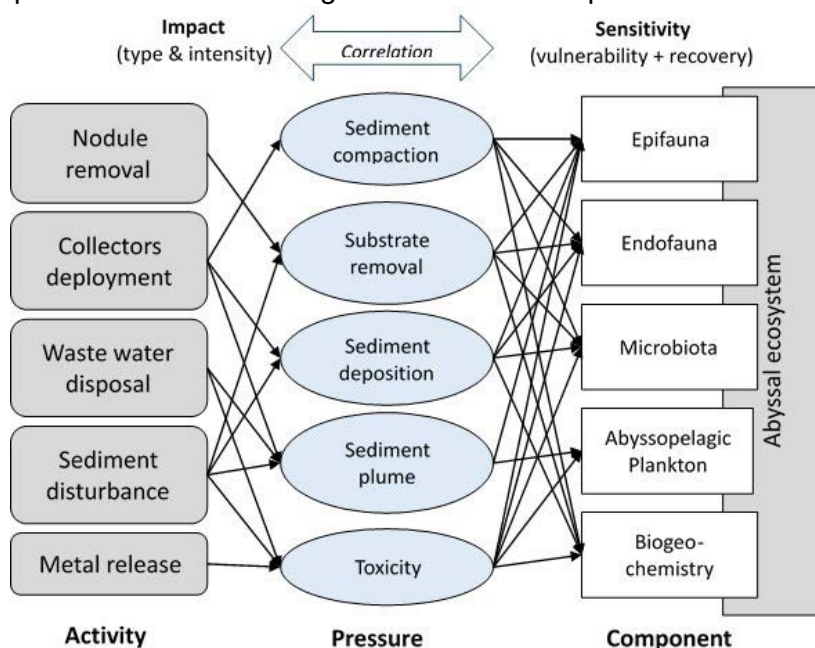 Impact
(type & intensity)
Correlation
Sensitivity
(vulnerability + recovery)
Nodule
removal
Collectors
deployment
Waste water
disposal
Sediment
disturbance
Metal release
Sediment
compaction
Substrate
removal
Sediment
deposition
Sediment
plume
Toxicity
Epifauna
Endofauna
Microbiota
Abyssopelagic
Plankton
Biogeo-
chemistry
Abyssal ecosystem
Activity
Pressure
Component